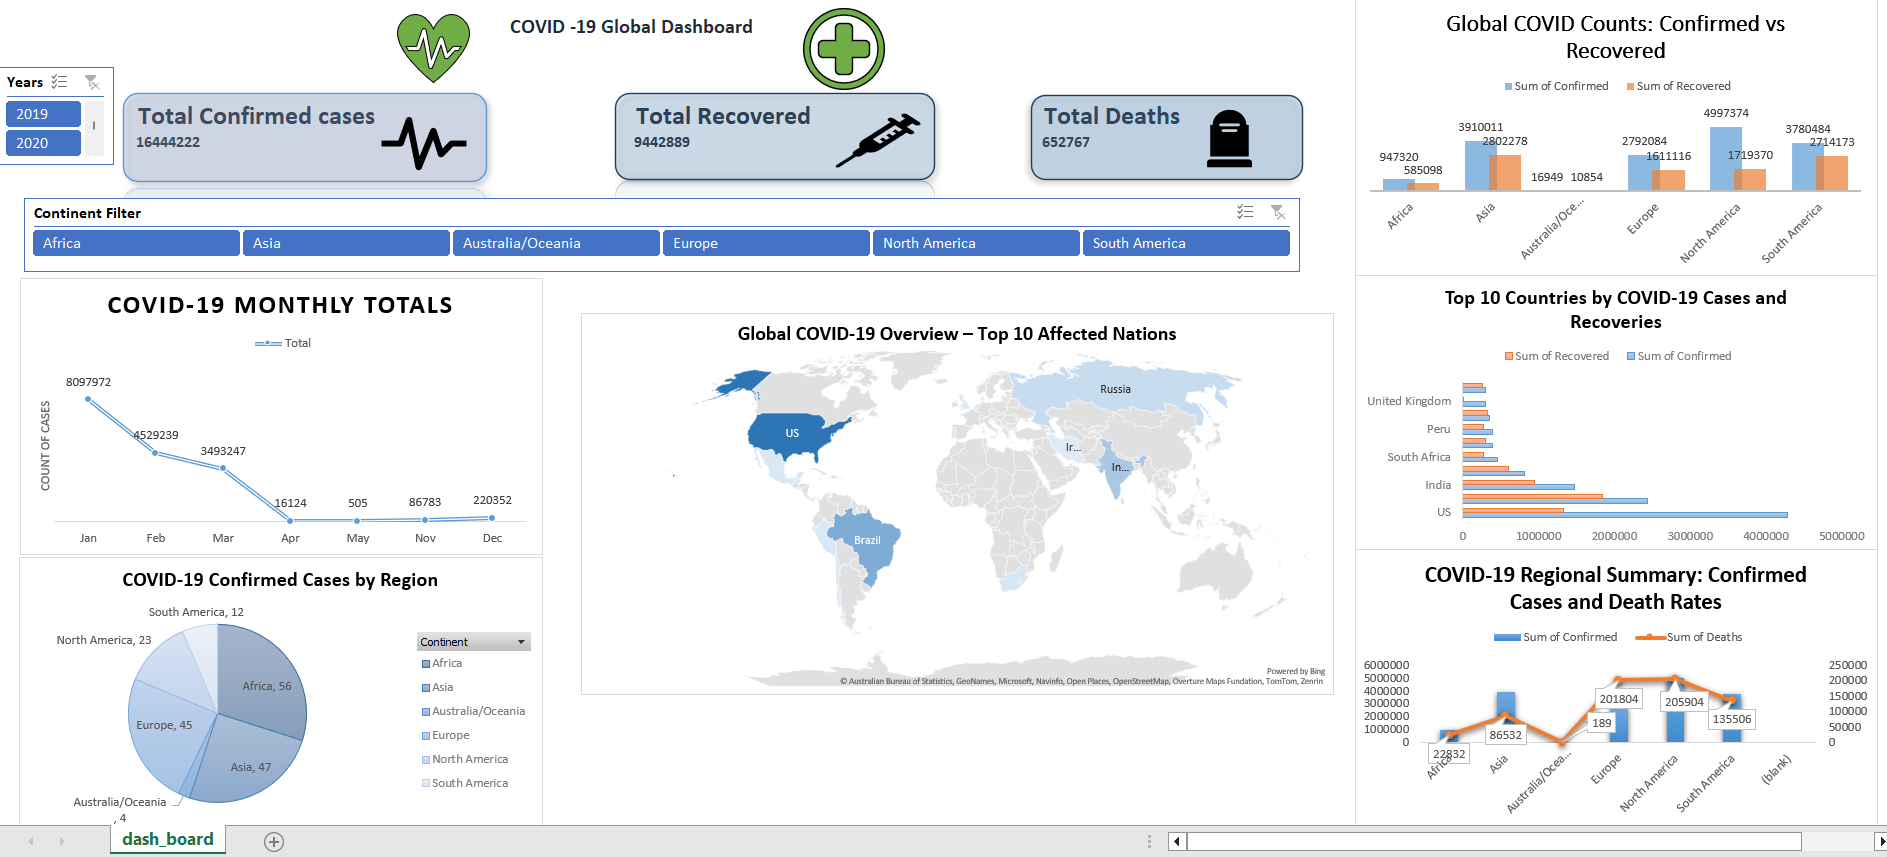 COVID -19 Global Dashboard
Years
2019
2020
Total Confirmed cases
16444222
Total Recovered
9442889
Total Deaths
652767
Continent Filter
Africa
Asia
Australia/Oceania
Europe
North America
South America
COVID-19 MONTHLY TOTALS
Total
COUNT OF CASES
8097972
4529239
3493247
16124
505
86783
220352
Jan
Feb
Mar
Apr
May
Nov
Dec
COVID-19 Confirmed Cases by Region
South America, 12
North America, 23
Africa, 56
Europe, 45
Asia, 47
Australia/Oceania
, 4
Continent
Africa
Asia
Australia/Oceania
Europe
North America
South America
Global COVID-19 Overview – Top 10 Affected Nations
Russia
US
Ir...
In...
Brazil
Powered by Bing
© Australian Bureau of Statistics, GeoNames, Microsoft, Navinfo, Open Places, OpenStreetMap, Overture Maps Fundation, TomTom, Zenrin
Global COVID Counts: Confirmed vs
Recovered
Sum of Confirmed
Sum of Recovered
947320
585098
3910011
2802278
16949
10854
2792084
1611116
4997374
1719370
3780484
2714173
Africa
Asia
Australia/Oce...
Europe
North America
South America
Top 10 Countries by COVID-19 Cases and
Recoveries
Sum of Recovered
Sum of Confirmed
United Kingdom
Peru
South Africa
India
US
0
1000000
2000000
3000000
4000000
5000000
COVID-19 Regional Summary: Confirmed
Cases and Death Rates
Sum of Confirmed
Sum of Deaths
6000000
5000000
4000000
3000000
2000000
1000000
0
250000
200000
150000
100000
50000
0
22832
86532
189
201804
205904
135506
Africa
Asia
Australia/Ocea...
Europe
North America
South America
(blank)
dash_board